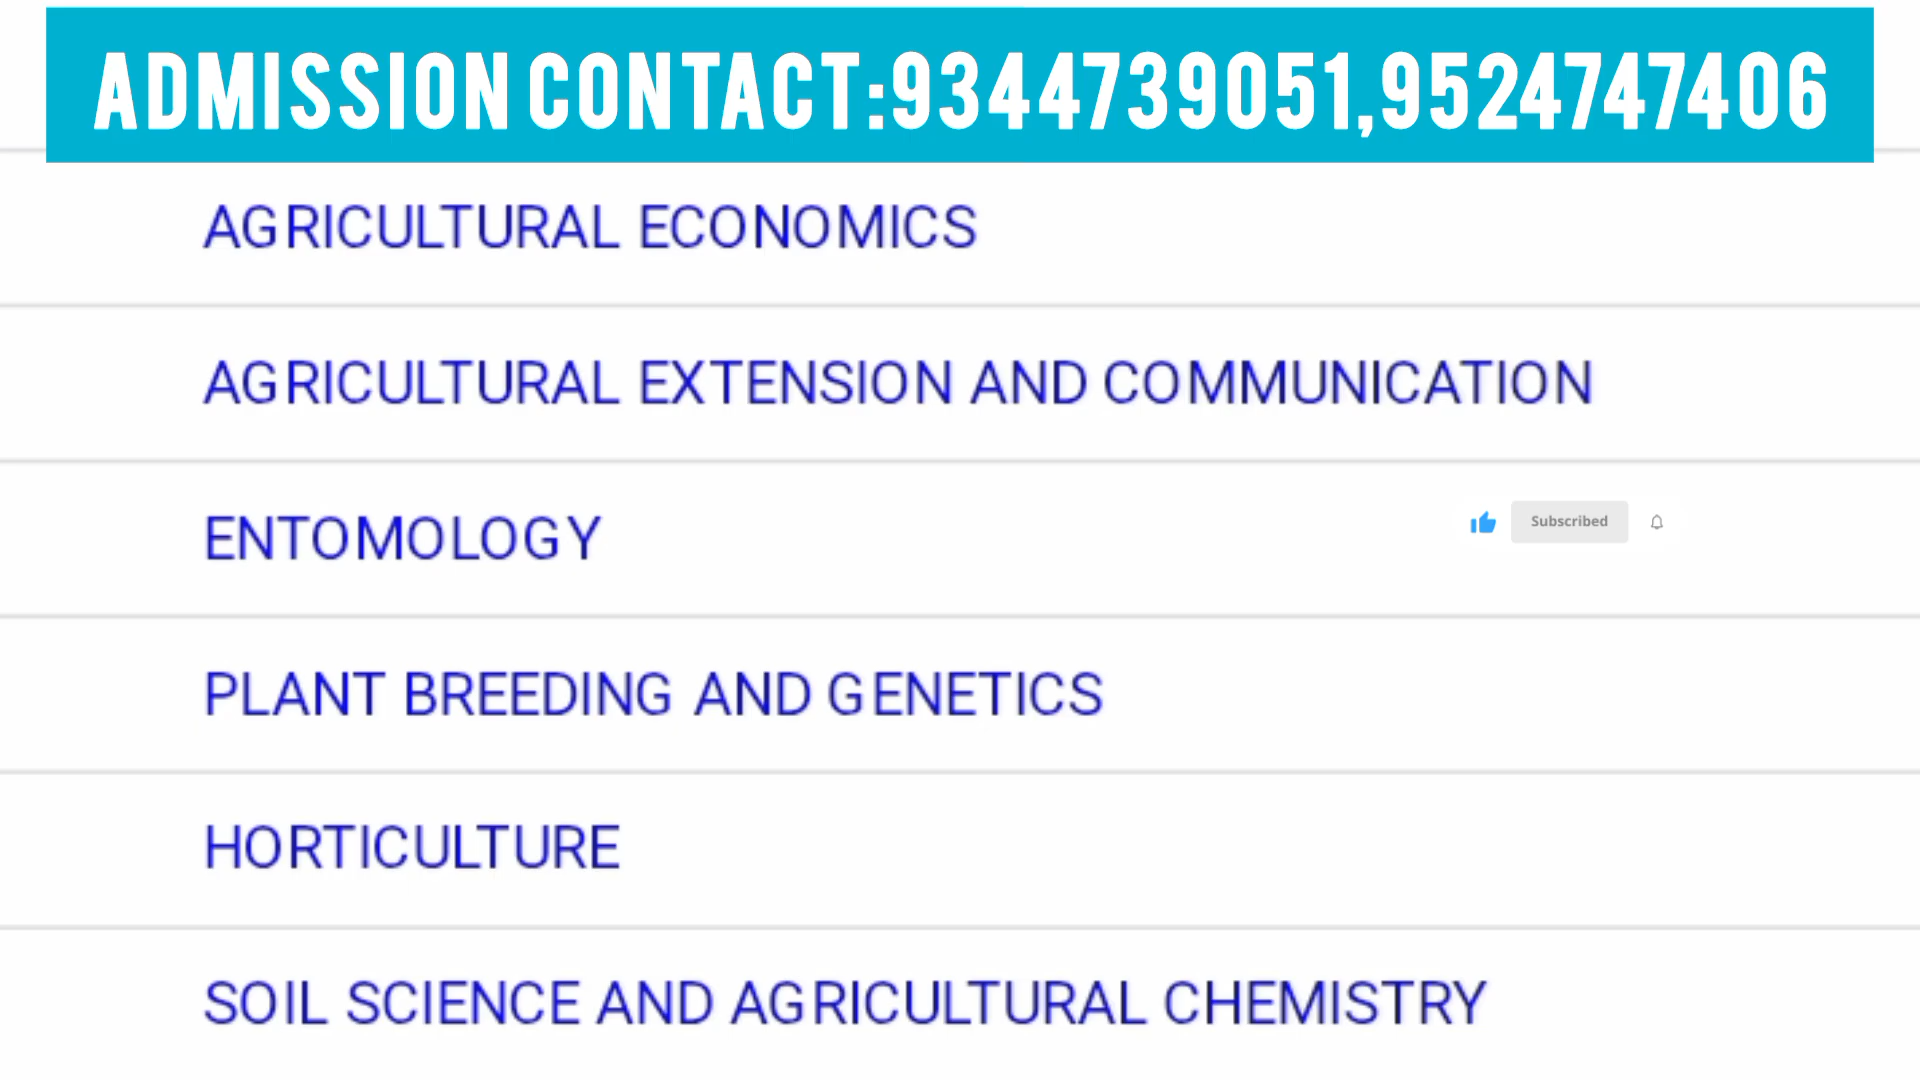 ADMISSION CONTACT:9344739051,9524747406
AGRICULTURAL ECONOMICS
AGRICULTURAL EXTENSION AND COMMUNICATION
ENTOMOLOGY
Subscribed
PLANT BREEDING AND GENETICS
HORTICULTURE
SOIL SCIENCE AND AGRICULTURAL CHEMISTRY